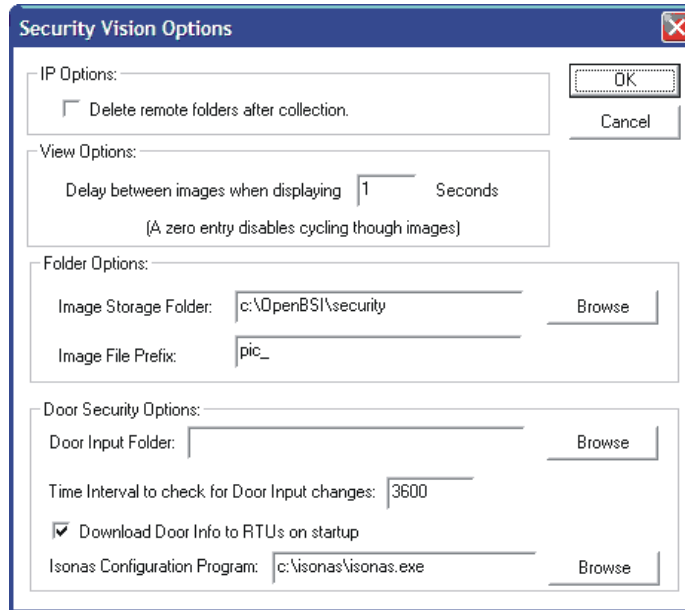 Security Vision Options
IP Options:
OK
Delete remote folders after collection.
Cancel
View Options:
Delay between images when displaying 1 Seconds
(A zero entry disables cycling though images)
Folder Options:
Image Storage Folder: c:\OpenBSI\security Browse
Image File Prefix: pic_
Door Security Options:
Door Input Folder: Browse
Time Interval to check for Door Input changes: 3600
Download Door Info to RTUs on startup
Isonas Configuration Program: c:\isonas\isonas.exe Browse